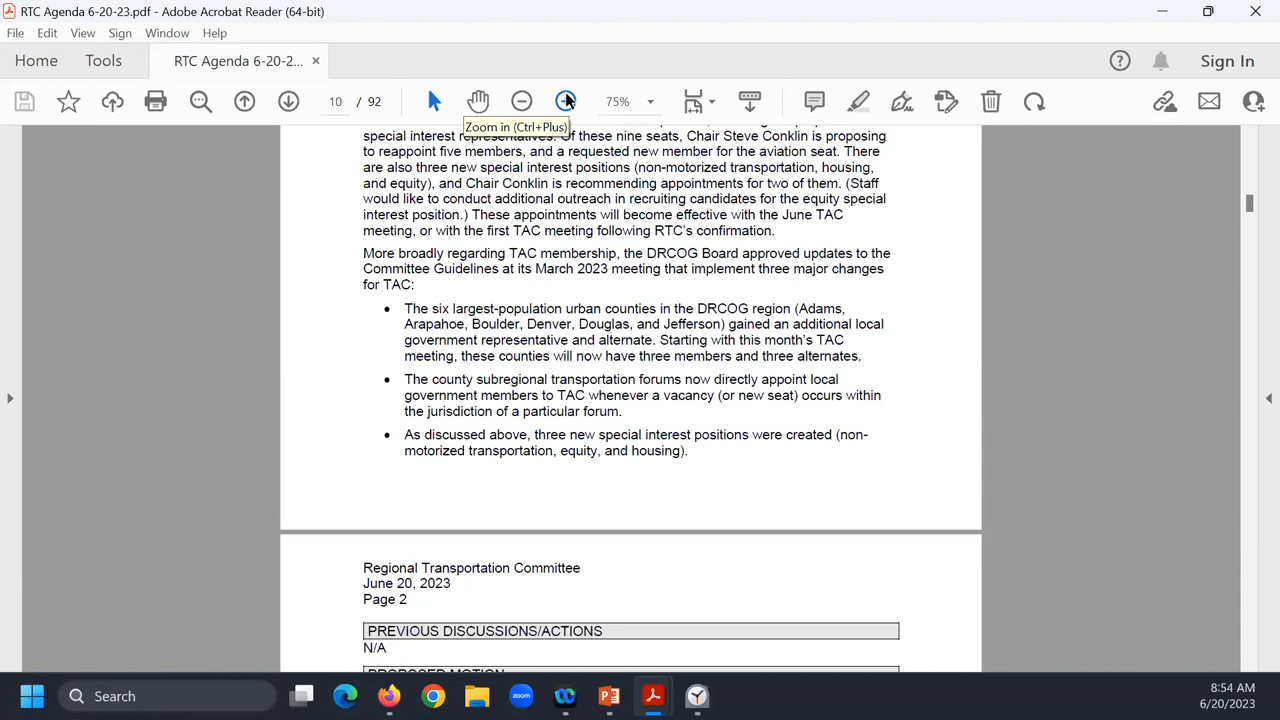 RTC Agenda 6-20-23.pdf - Adobe Acrobat Reader (64-bit)
File Edit View Sign Window Help
Home Tools RTC Agenda 6-20-2... × Sign In
10 / 92 75%
Zoom in (Ctrl+Plus)
special interest representatives. Of these nine seats, Chair Steve Conklin is proposing
to reappoint five members, and a requested new member for the aviation seat. There
are also three new special interest positions (non-motorized transportation, housing,
and equity), and Chair Conklin is recommending appointments for two of them. (Staff
would like to conduct additional outreach in recruiting candidates for the equity special
interest position.) These appointments will become effective with the June TAC
meeting, or with the first TAC meeting following RTC's confirmation.
More broadly regarding TAC membership, the DRCOG Board approved updates to the
Committee Guidelines at its March 2023 meeting that implement three major changes
for TAC:
• The six largest-population urban counties in the DRCOG region (Adams,
Arapahoe, Boulder, Denver, Douglas, and Jefferson) gained an additional local
government representative and alternate. Starting with this month's TAC
meeting, these counties will now have three members and three alternates.
• The county subregional transportation forums now directly appoint local
government members to TAC whenever a vacancy (or new seat) occurs within
the jurisdiction of a particular forum.
• As discussed above, three new special interest positions were created (non-
motorized transportation, equity, and housing).
Regional Transportation Committee
June 20, 2023
Page 2
PREVIOUS DISCUSSIONS/ACTIONS
N/A
PROPOSED MOTION
Search
zoom
8:54 AM
6/20/2023